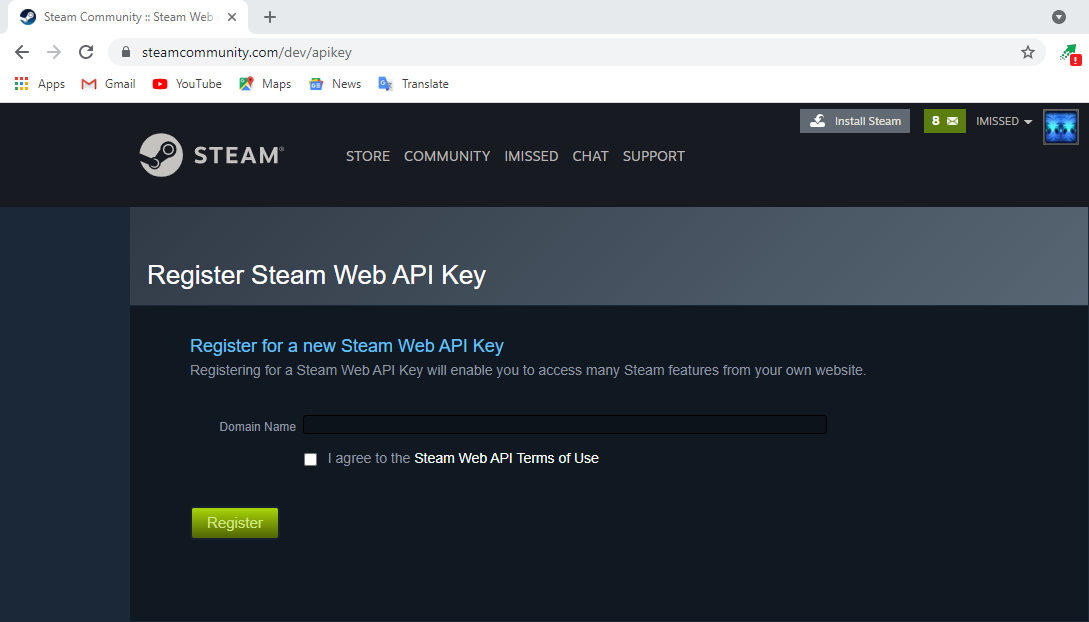 Steam Community :: Steam Web
steamcommunity.com/dev/apikey
Apps Gmail YouTube Maps News Translate
Install Steam 8 IMISSED
STEAM®
STORE COMMUNITY IMISSED CHAT SUPPORT
Register Steam Web API Key
Register for a new Steam Web API Key
Registering for a Steam Web API Key will enable you to access many Steam features from your own website.
Domain Name
I agree to the Steam Web API Terms of Use
Register